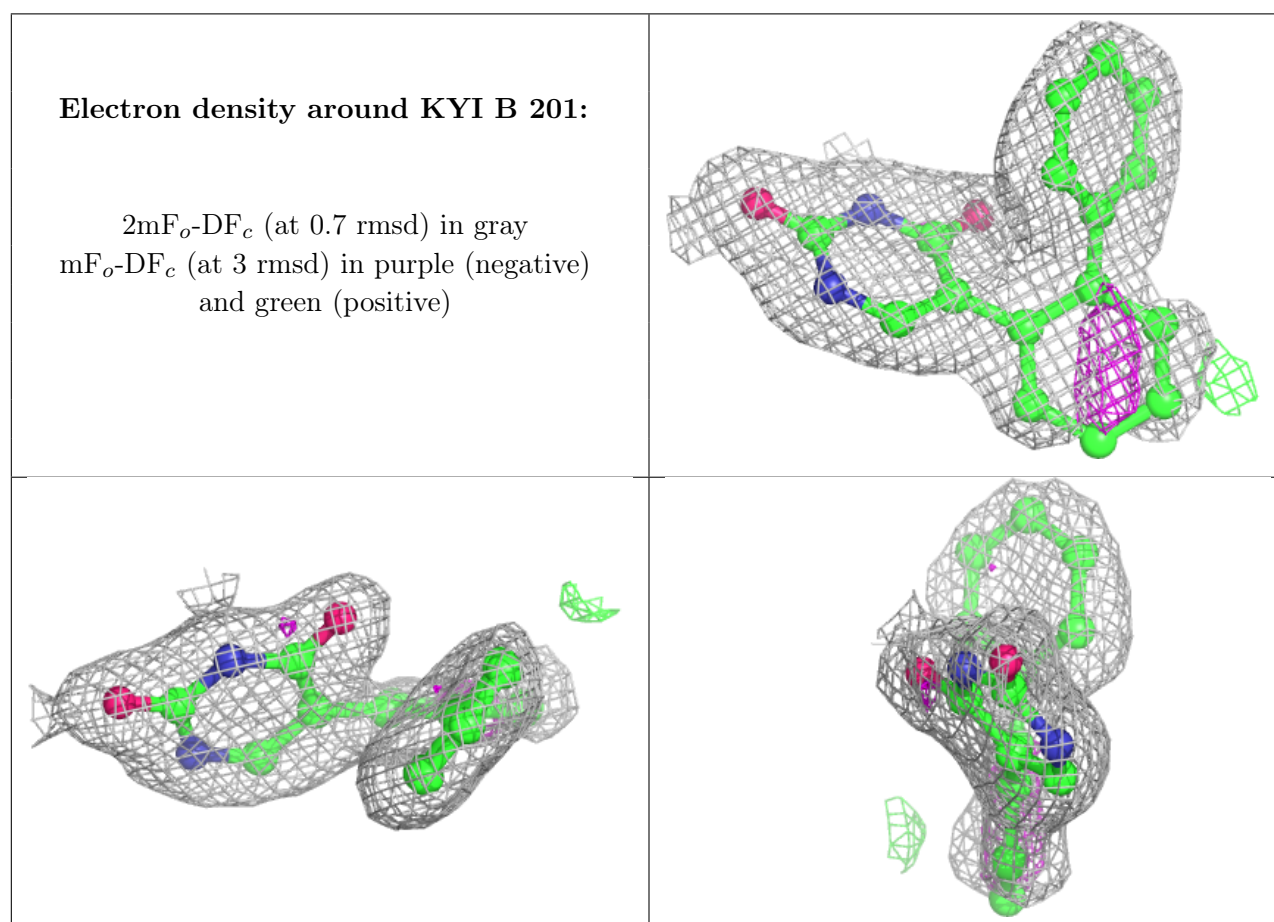 Electron density around KYI B 201:
2mFo-DFc (at 0.7 rmsd) in gray
mFo-DFc (at 3 rmsd) in purple (negative)
and green (positive)